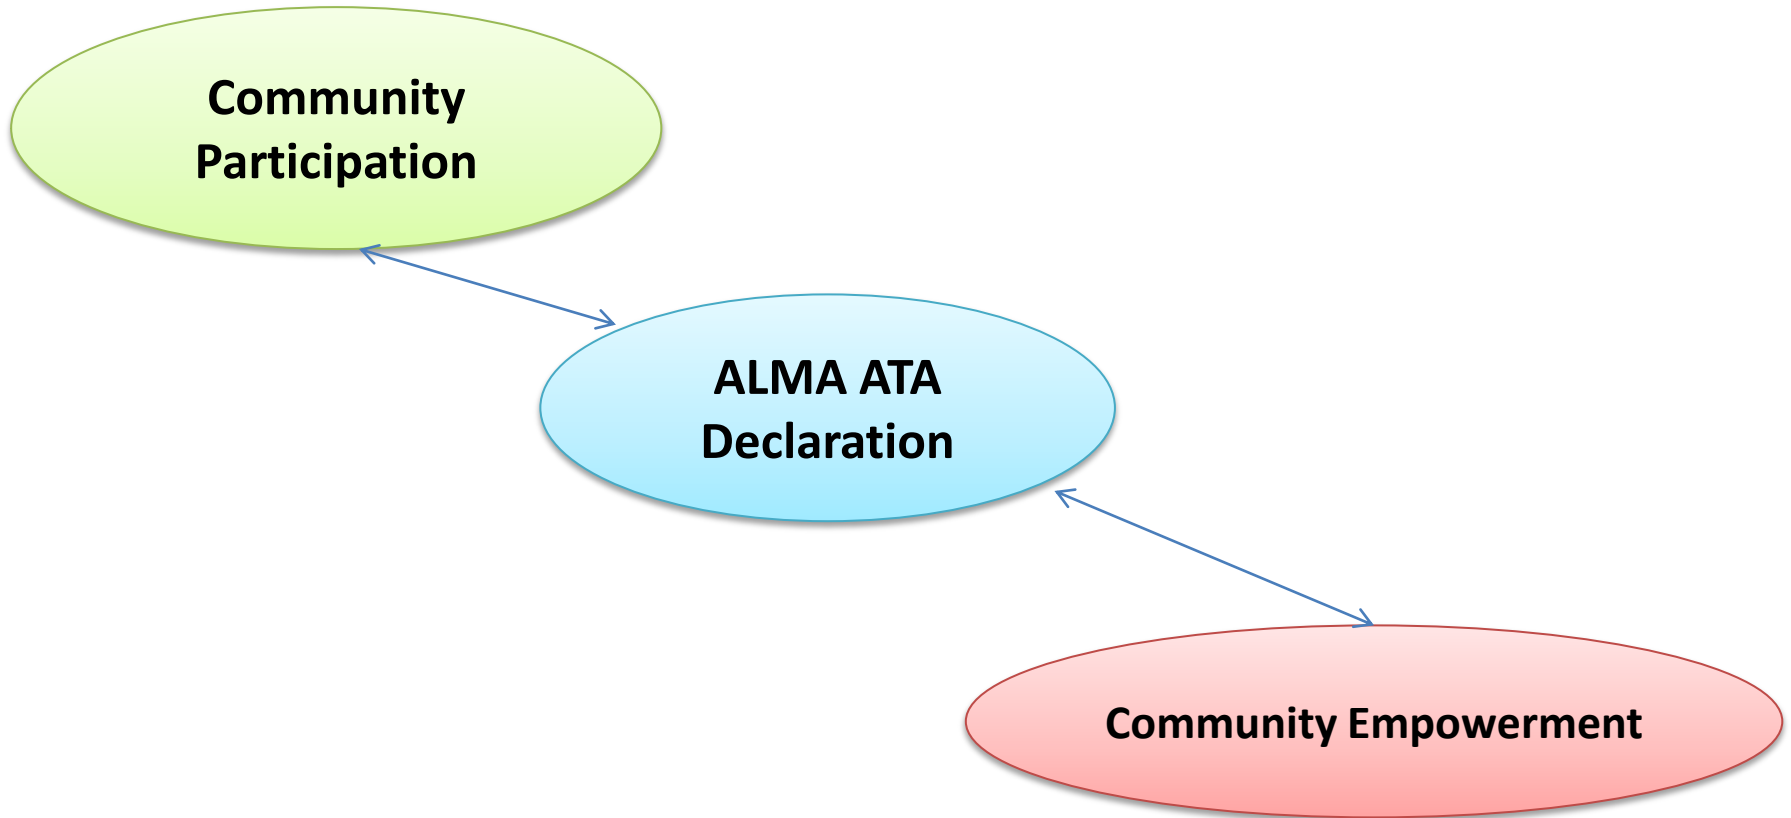 Community
Participation
ALMA ATA
Declaration
Community Empowerment